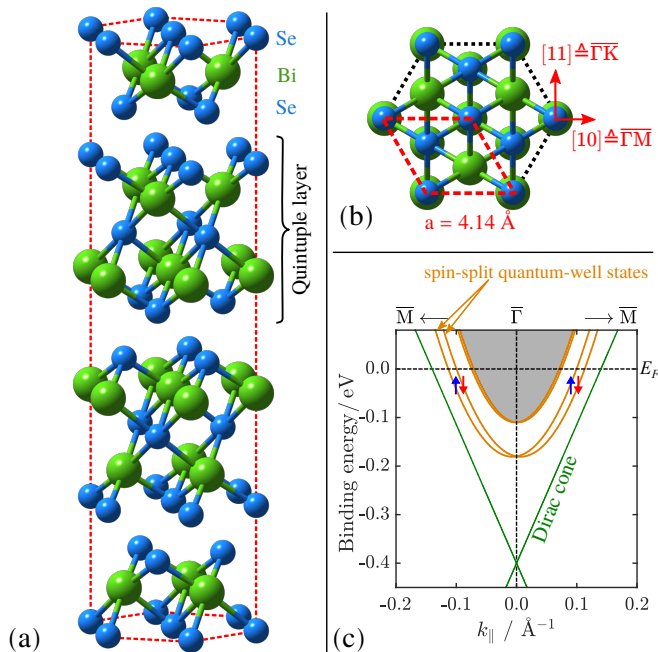 Se
Bi
Se
Quintuple layer
(a)
[11]≙ΓK
[10]≙ΓM
a = 4.14 Å
(b)
spin-split quantum-well states
M ← Γ → M
0.0
-0.1
-0.2
-0.3
-0.4
E_F
Binding energy / eV
Dirac cone
-0.2 -0.1 0.0 0.1 0.2
k∥ / Å⁻¹
(c)